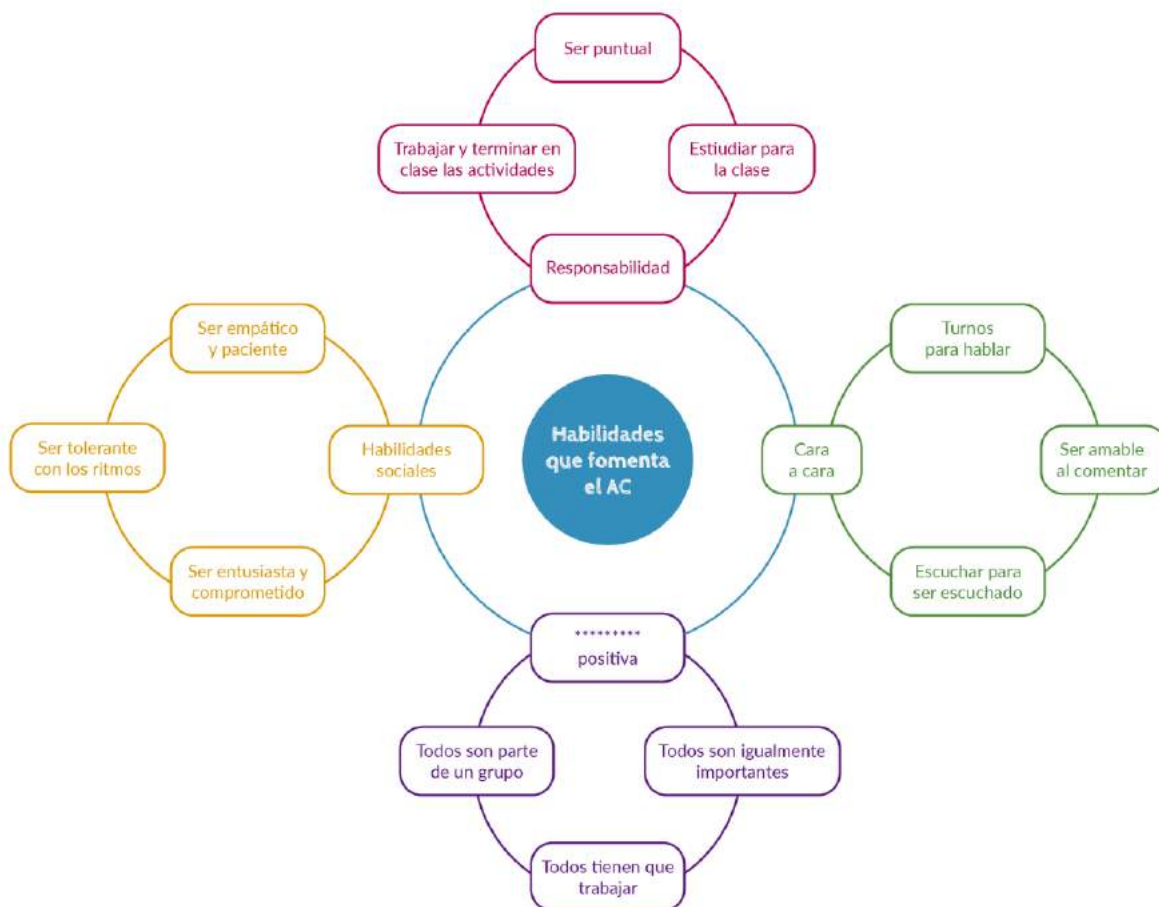 Ser puntual
Trabajar y terminar en
clase las actividades
Estiudiar para
la clase
Responsabilidad
Ser empático
y paciente
Ser tolerante
con los ritmos
Habilidades
sociales
Ser entusiasta y
comprometido
Habilidades
que fomenta
el AC
Turnos
para hablar
Cara
a cara
Ser amable
al comentar
Escuchar para
ser escuchado
*********
positiva
Todos son parte
de un grupo
Todos son igualmente
importantes
Todos tienen que
trabajar